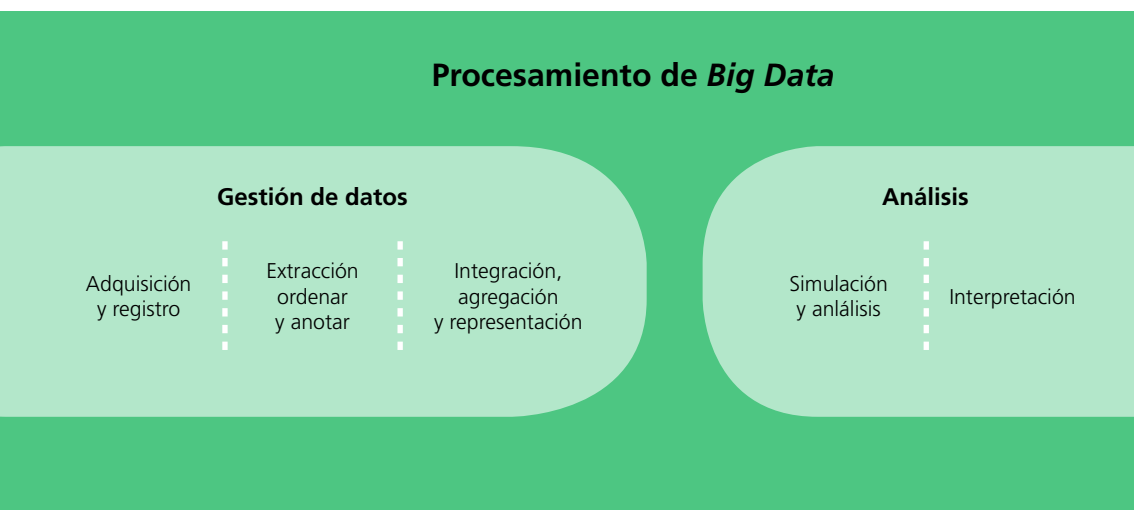 Procesamiento de Big Data
Gestión de datos
Adquisición
y registro
Extracción
ordenar
y anotar
Integración,
agregación
y representación
Análisis
Simulación
y anlálisis
Interpretación